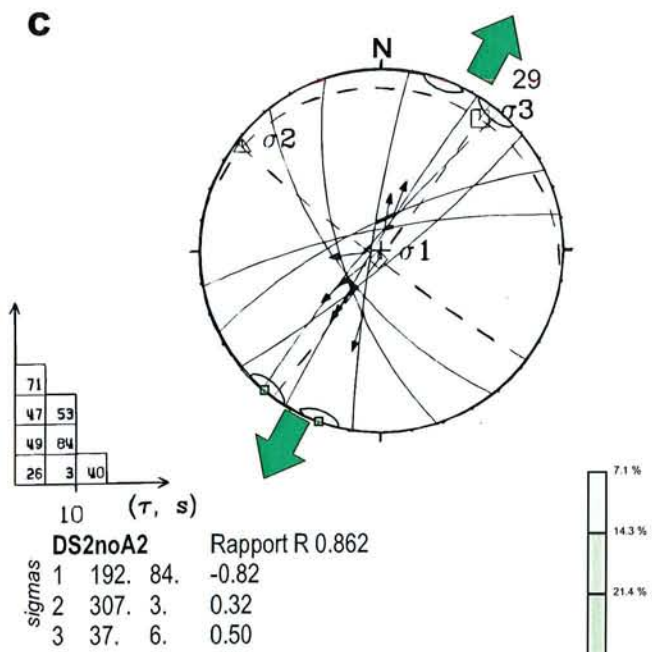 C
N
29
σ3
σ2
σ1
71
47 53
49 84
26 3 40
10 (τ, s)
DS2noA2 Rapport R 0.862
sigmas
1 192. 84. -0.82
2 307. 3. 0.32
3 37. 6. 0.50
7.1 %
14.3 %
21.4 %